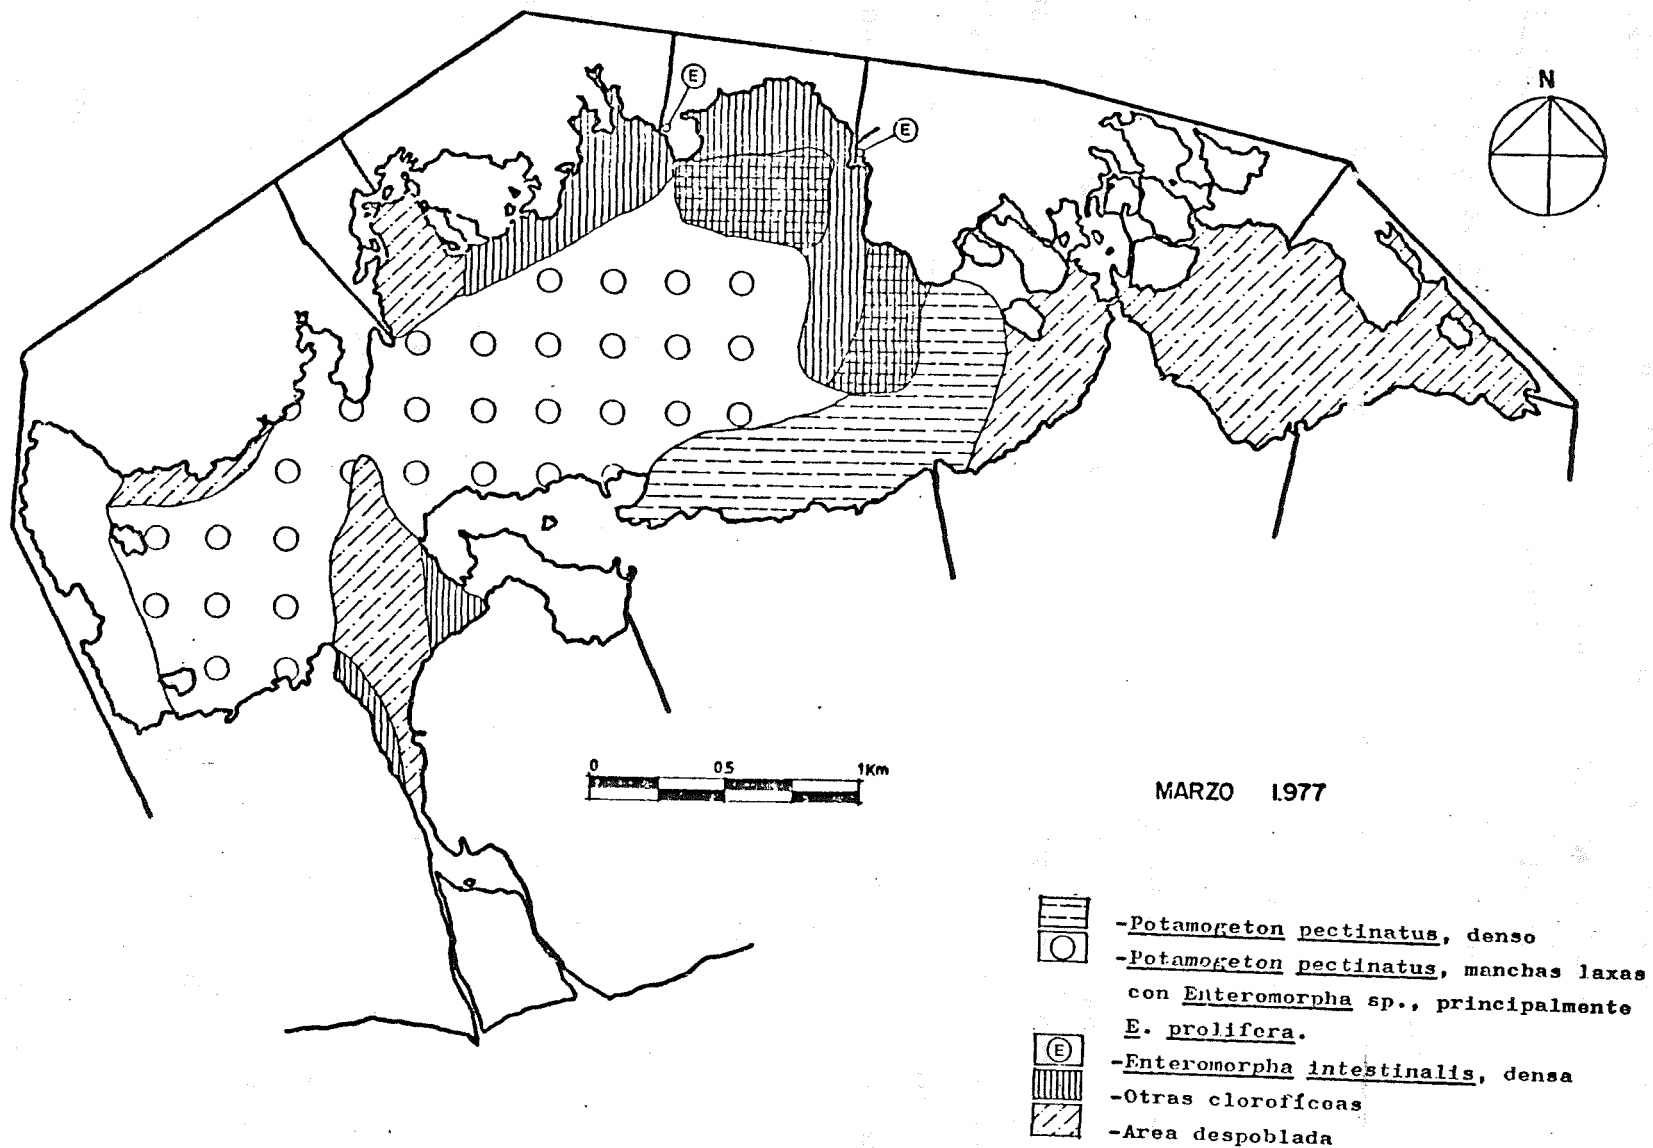 N
E
E
0 05 1Km
MARZO 1.977
-Potamogeton pectinatus, denso
-Potamogeton pectinatus, manchas laxas
con Enteromorpha sp., principalmente
E. prolifera.
E
-Enteromorpha intestinalis, densa
-Otras clorofíceas
-Area despoblada